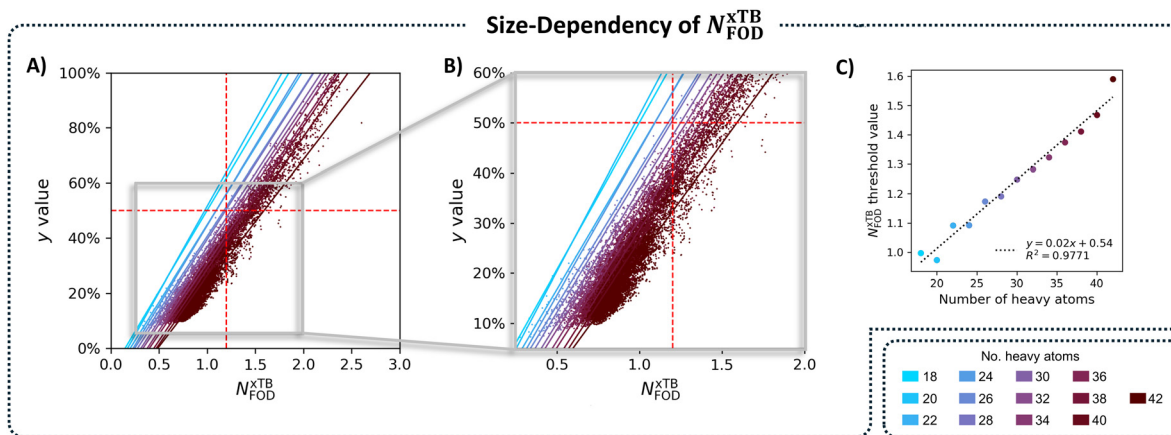 Size-Dependency of N_FOD^xTB
A)
100%
80%
60%
40%
20%
0%
y value
0.0 0.5 1.0 1.5 2.0 2.5 3.0
N_FOD^xTB
B)
60%
50%
40%
30%
20%
10%
y value
0.5 1.0 1.5 2.0
N_FOD^xTB
C)
1.6
1.5
1.4
1.3
1.2
1.1
1.0
N_FOD^xTB threshold value
y = 0.02x + 0.54
R² = 0.9771
20 25 30 35 40
Number of heavy atoms
No. heavy atoms
18 24 30 36
20 26 32 38 42
22 28 34 40